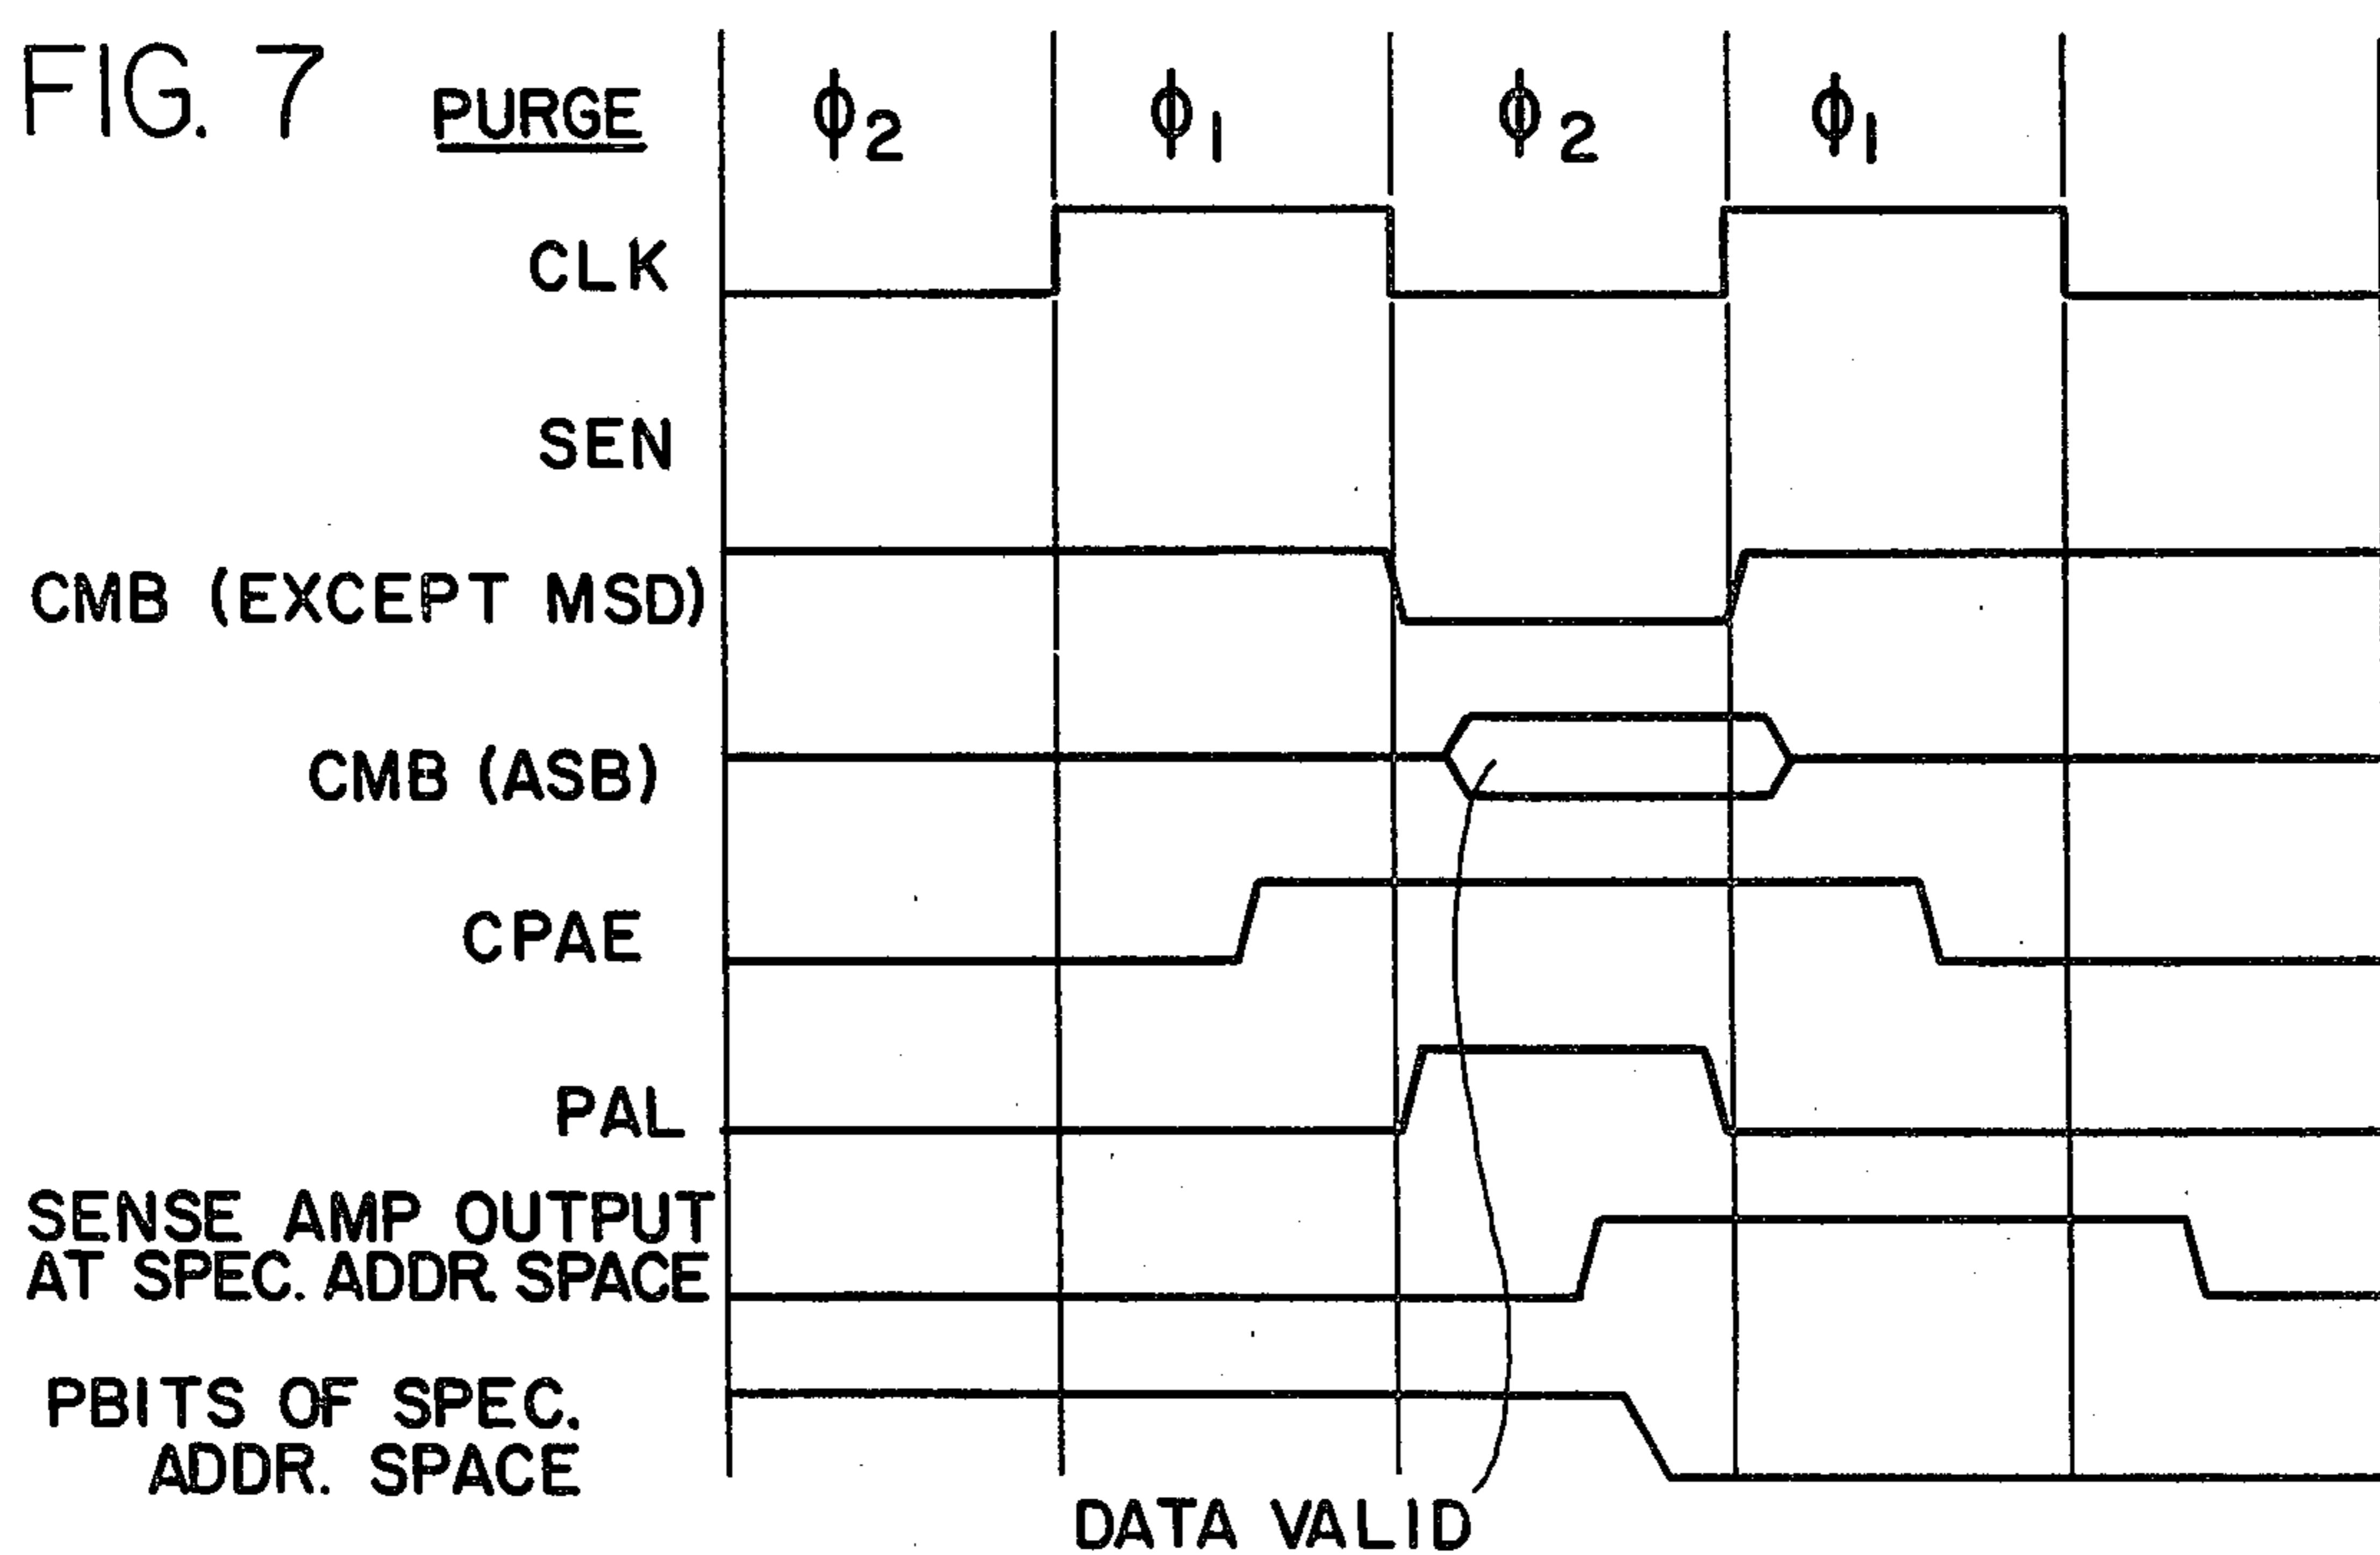 FIG. 7
PURGE
ϕ2 ϕ1 ϕ2 ϕ1
CLK
SEN
CMB (EXCEPT MSD)
CMB (ASB)
CPAE
PAL
SENSE AMP OUTPUT
AT SPEC. ADDR. SPACE
PBITS OF SPEC.
ADDR. SPACE
DATA VALID